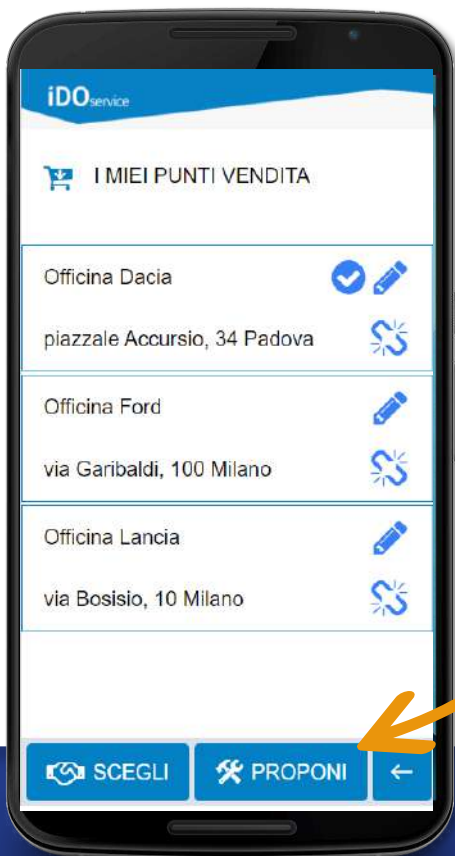 iDOservice
I MIEI PUNTI VENDITA
Officina Dacia
piazzale Accursio, 34 Padova
Officina Ford
via Garibaldi, 100 Milano
Officina Lancia
via Bosisio, 10 Milano
SCEGLI PROPONI